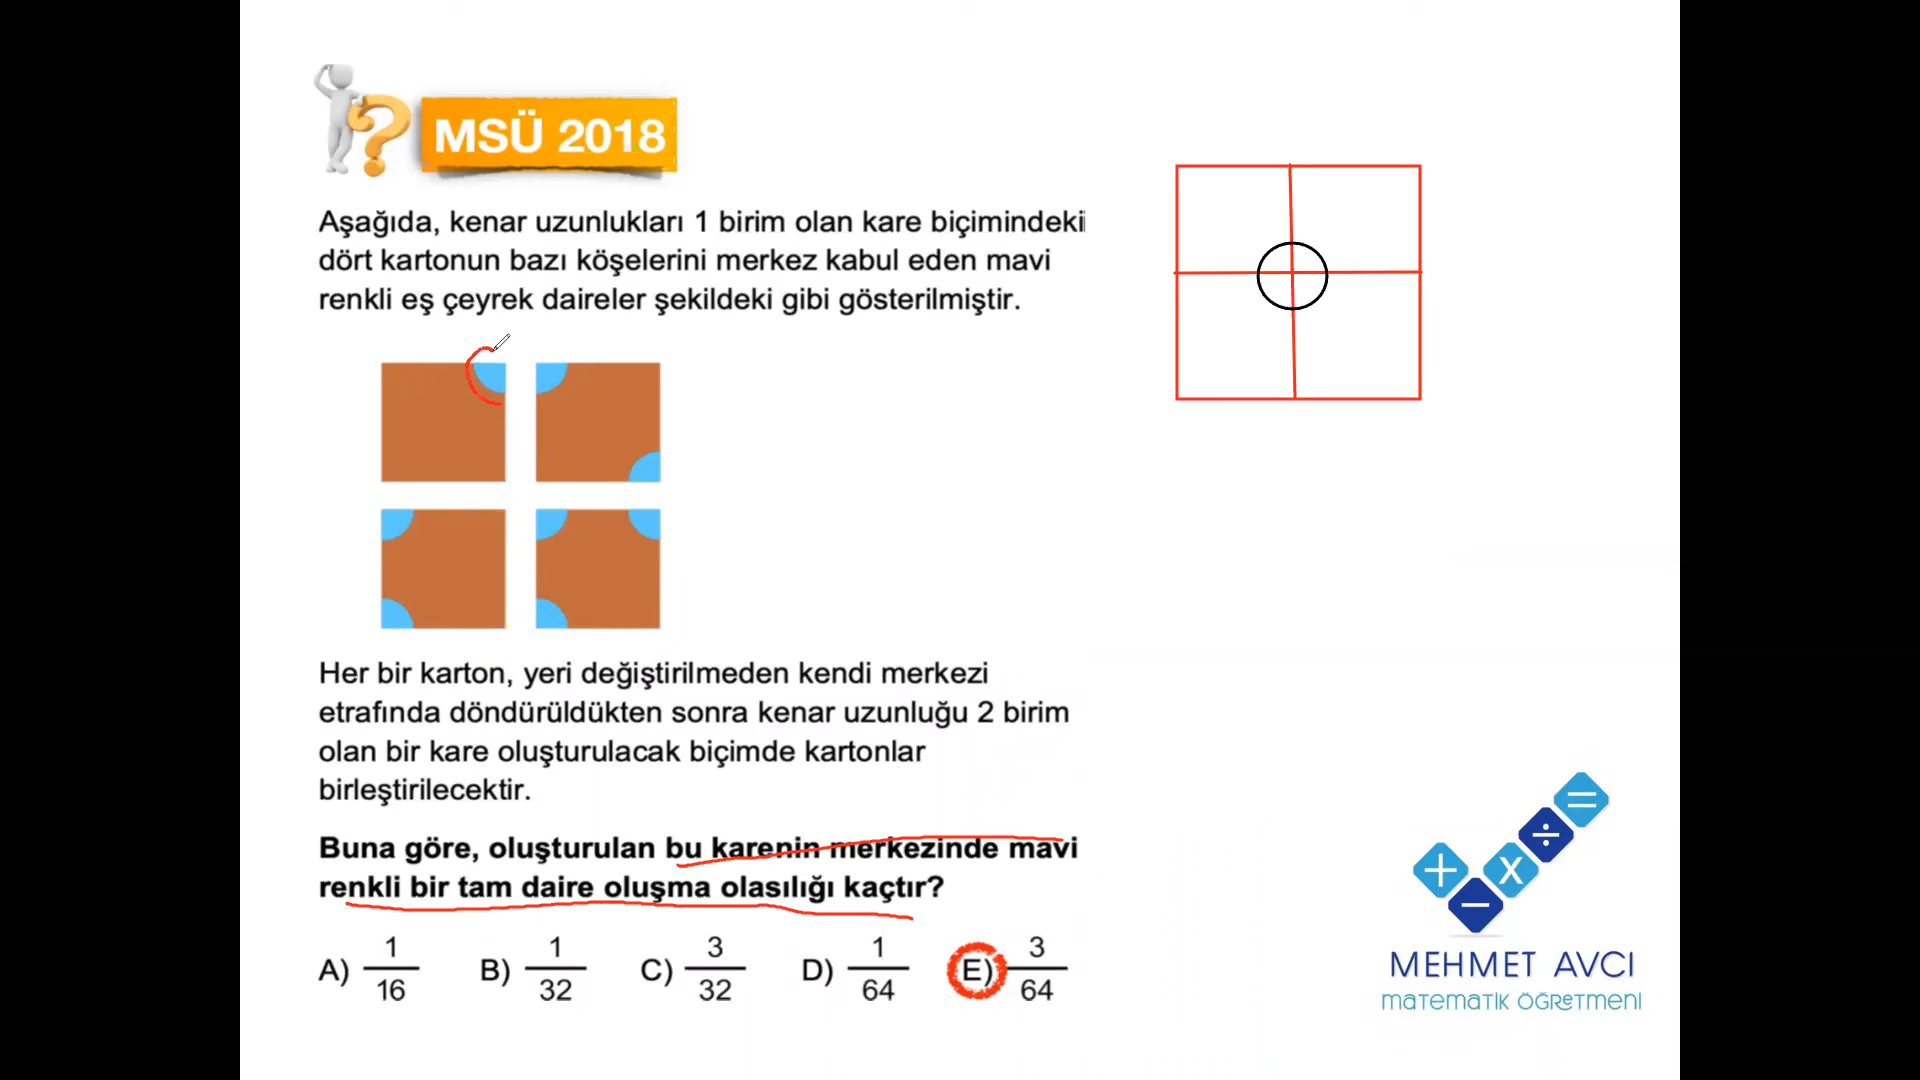 MSÜ 2018
Aşağıda, kenar uzunlukları 1 birim olan kare biçimindeki
dört kartonun bazı köşelerini merkez kabul eden mavi
renkli eş çeyrek daireler şekildeki gibi gösterilmiştir.
Her bir karton, yeri değiştirilmeden kendi merkezi
etrafında döndürüldükten sonra kenar uzunluğu 2 birim
olan bir kare oluşturulacak biçimde kartonlar
birleştirilecektir.
Buna göre, oluşturulan bu karenin merkezinde mavi
renkli bir tam daire oluşma olasılığı kaçtır?
A) 1/16 B) 1/32 C) 3/32 D) 1/64 E) 3/64
MEHMET AVCI
MATEMATİK ÖĞRETMENİ